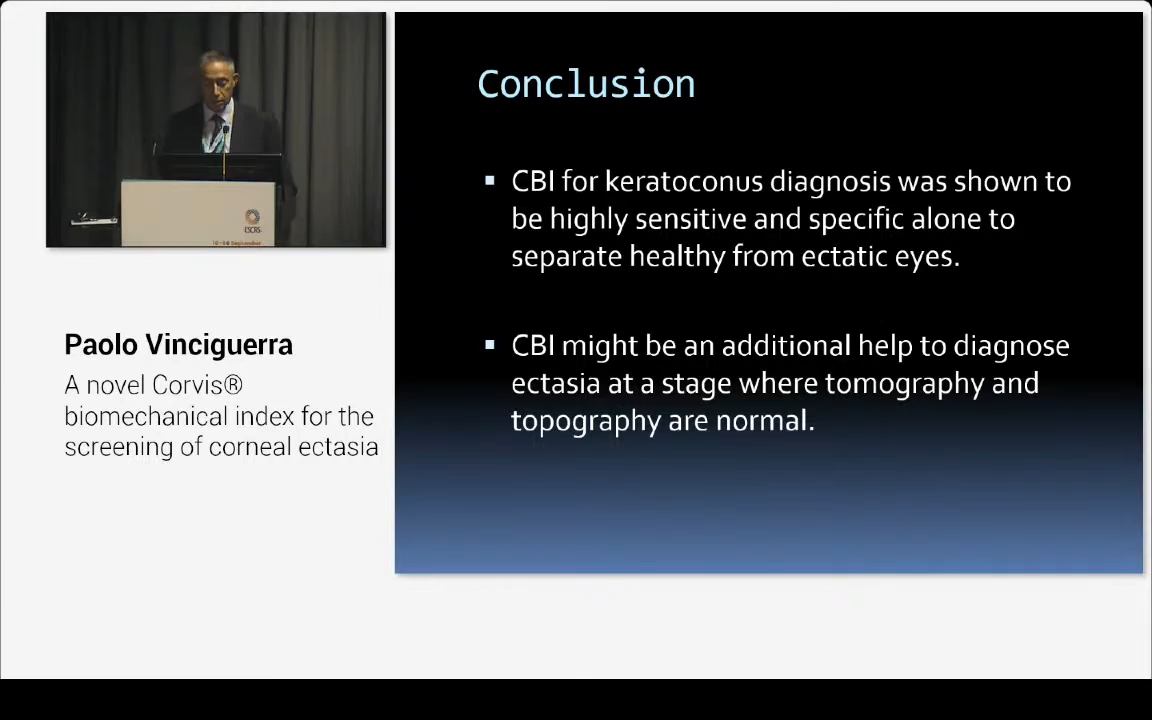 ESCRS
Paolo Vinciguerra
A novel Corvis®
biomechanical index for the
screening of corneal ectasia
Conclusion
▪ CBI for keratoconus diagnosis was shown to
be highly sensitive and specific alone to
separate healthy from ectatic eyes.
▪ CBI might be an additional help to diagnose
ectasia at a stage where tomography and
topography are normal.